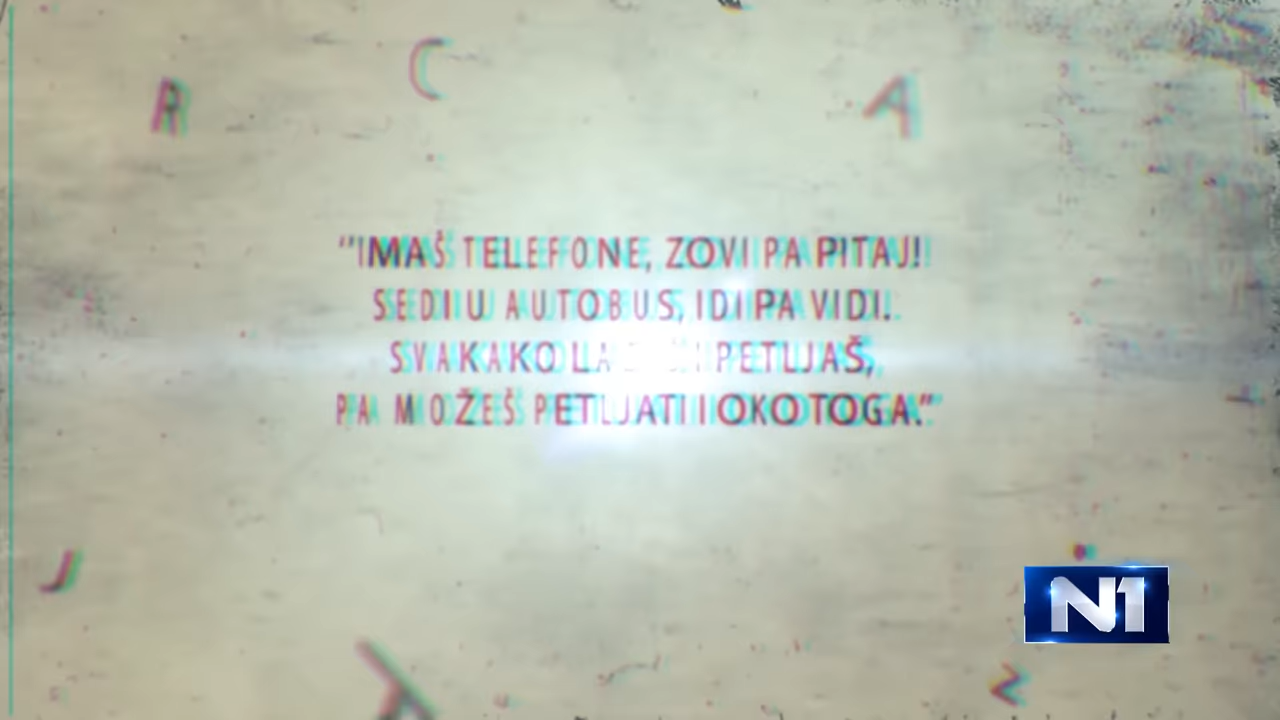 R
C
A
"IMAŠ TELEFONE, ZOVI PA PITAJ!
SEDI U AUTOBUS, IDI PA VIDI.
SVAKAKO PETLJAŠ,
PA MOŽEŠ PETLJATI I OKO TOGA."
J
N1
Z